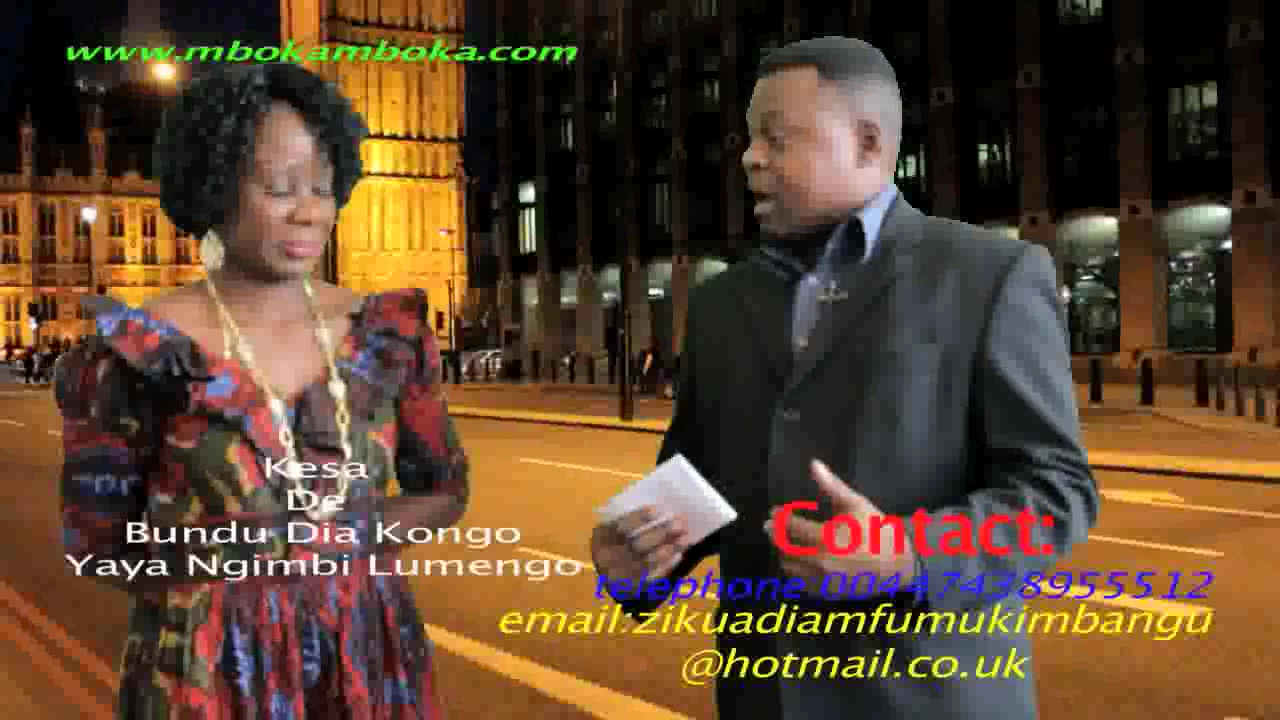 www.mbokamboka.com
Kesa
De
Bundu Dia Kongo
Yaya Ngimbi Lumengo
Contact:
telephone:00447438955512
email:zikuadiamfumukimbangu
@hotmail.co.uk